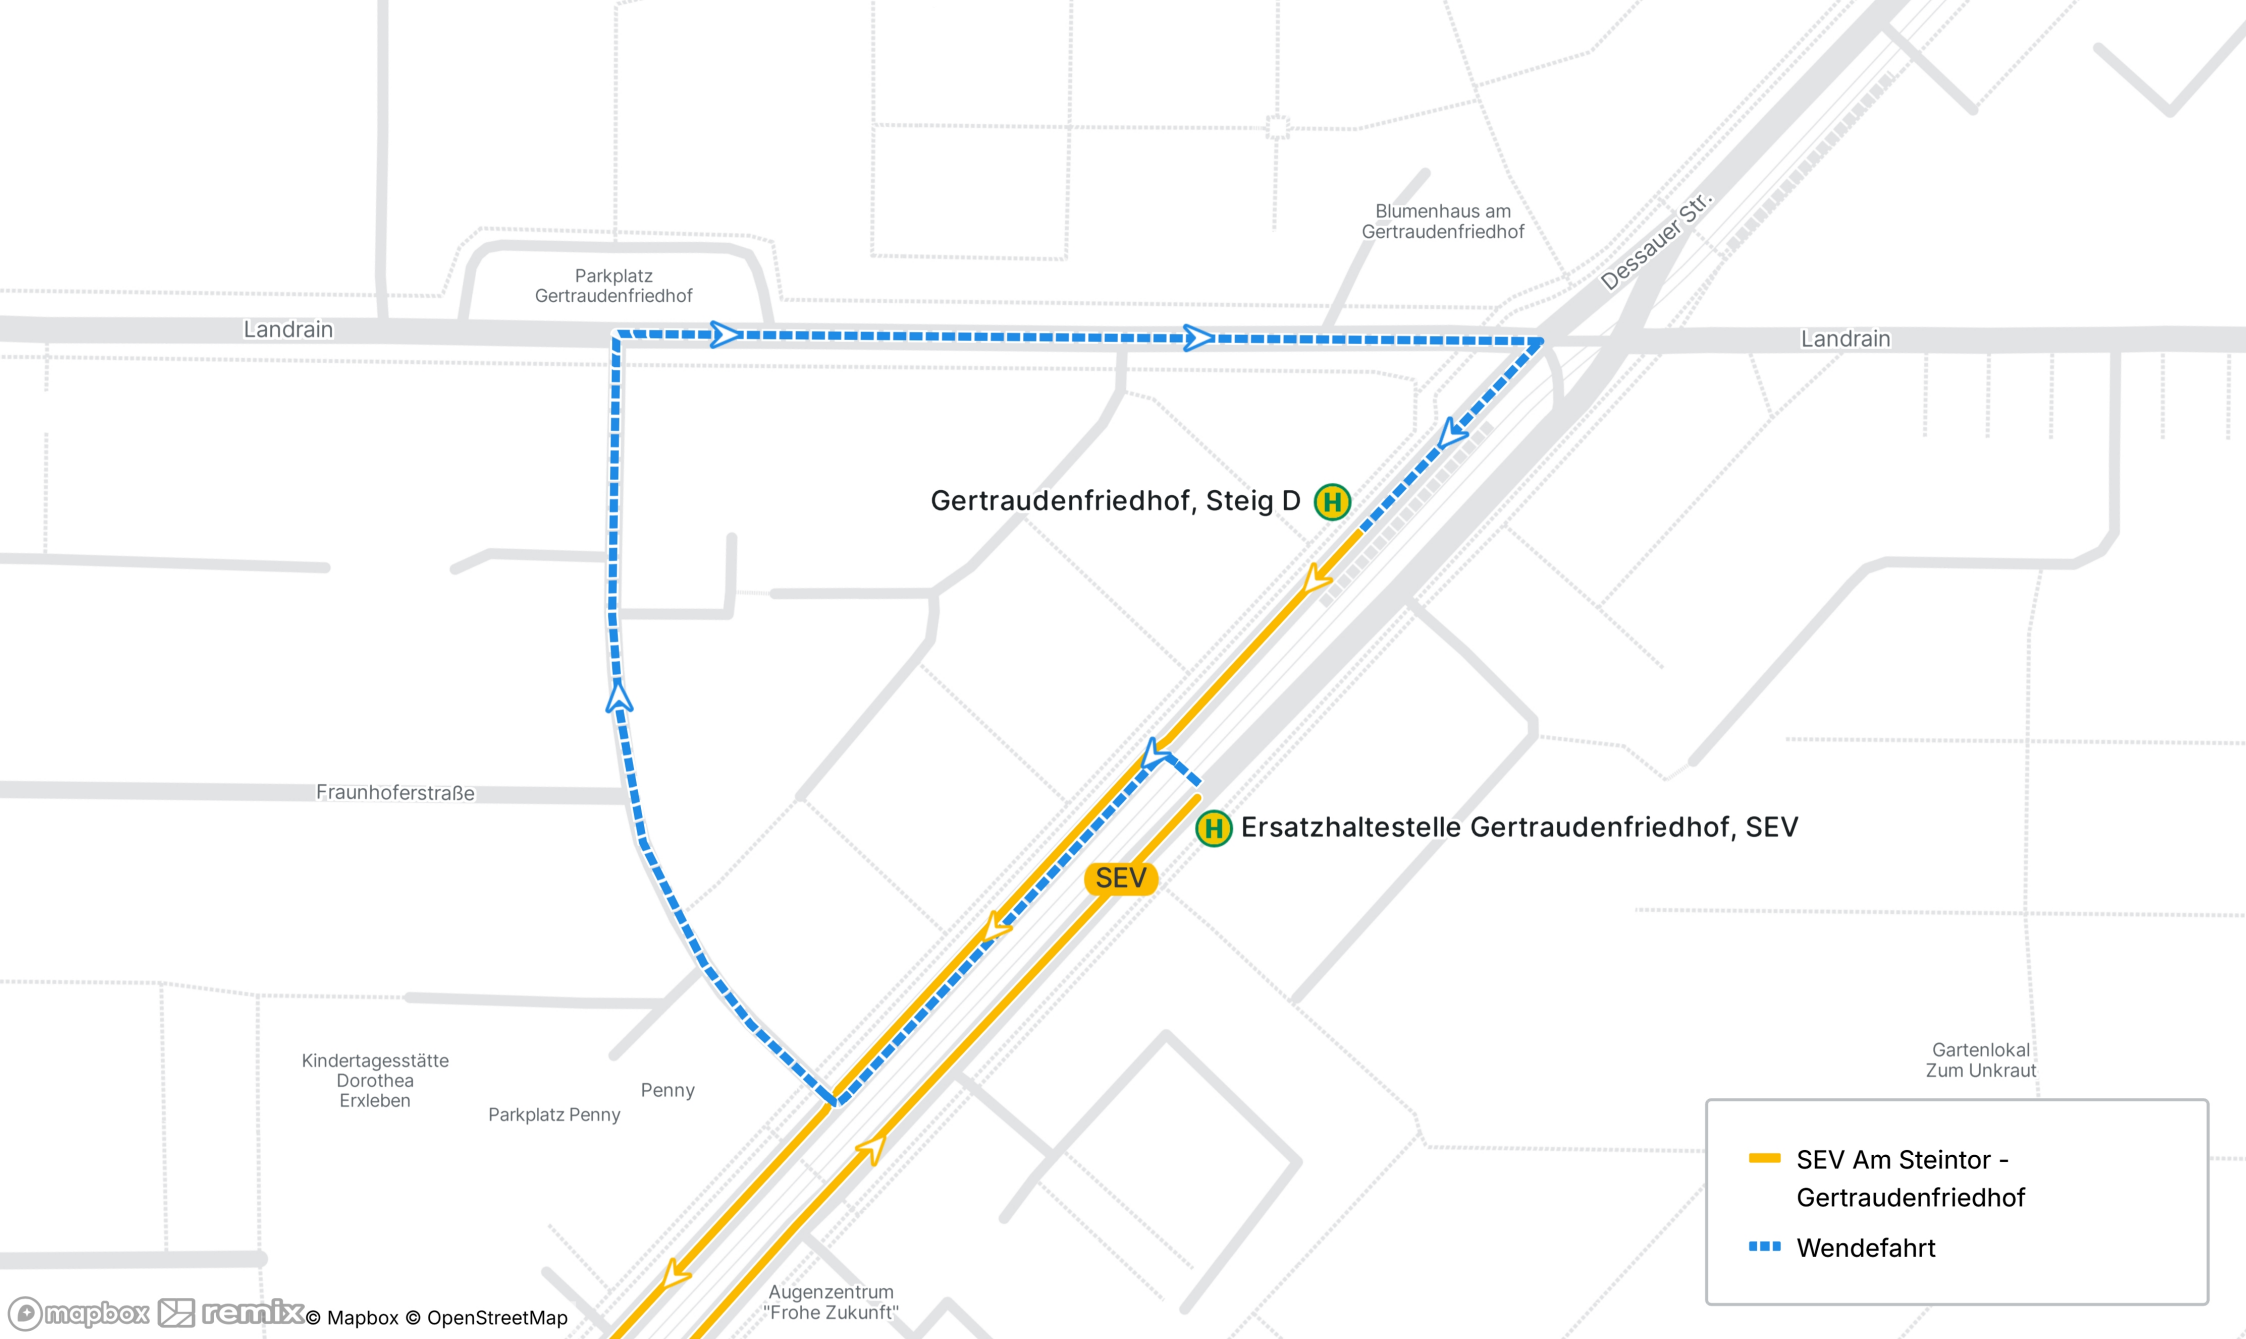 Dessauer Str.
Blumenhaus am
Gertraudenfriedhof
Parkplatz
Gertraudenfriedhof
Landrain
Landrain
Gertraudenfriedhof, Steig D
H
Fraunhoferstraße
H
Ersatzhaltestelle Gertraudenfriedhof, SEV
SEV
Kindertagesstätte
Dorothea
Erxleben
Penny
Parkplatz Penny
Gartenlokal
Zum Unkraut
SEV Am Steintor -
Gertraudenfriedhof
Wendefahrt
Augenzentrum
"Frohe Zukunft"
mapbox remix © Mapbox © OpenStreetMap